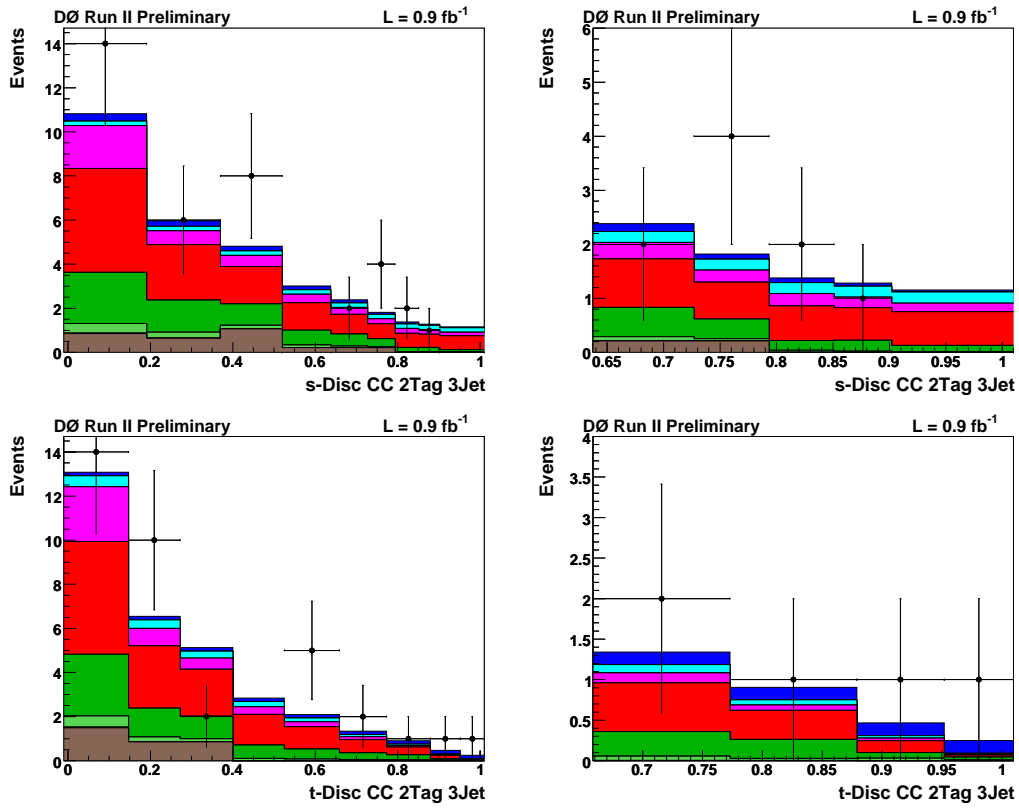 DØ Run II Preliminary L = 0.9 fb⁻¹
Events
14
12
10
8
6
4
2
0
0 0.2 0.4 0.6 0.8 1
s-Disc CC 2Tag 3Jet
DØ Run II Preliminary L = 0.9 fb⁻¹
Events
6
5
4
3
2
1
0
0.65 0.7 0.75 0.8 0.85 0.9 0.95 1
s-Disc CC 2Tag 3Jet
DØ Run II Preliminary L = 0.9 fb⁻¹
Events
14
12
10
8
6
4
2
0
0 0.2 0.4 0.6 0.8 1
t-Disc CC 2Tag 3Jet
DØ Run II Preliminary L = 0.9 fb⁻¹
Events
4
3.5
3
2.5
2
1.5
1
0.5
0
0.7 0.75 0.8 0.85 0.9 0.95 1
t-Disc CC 2Tag 3Jet